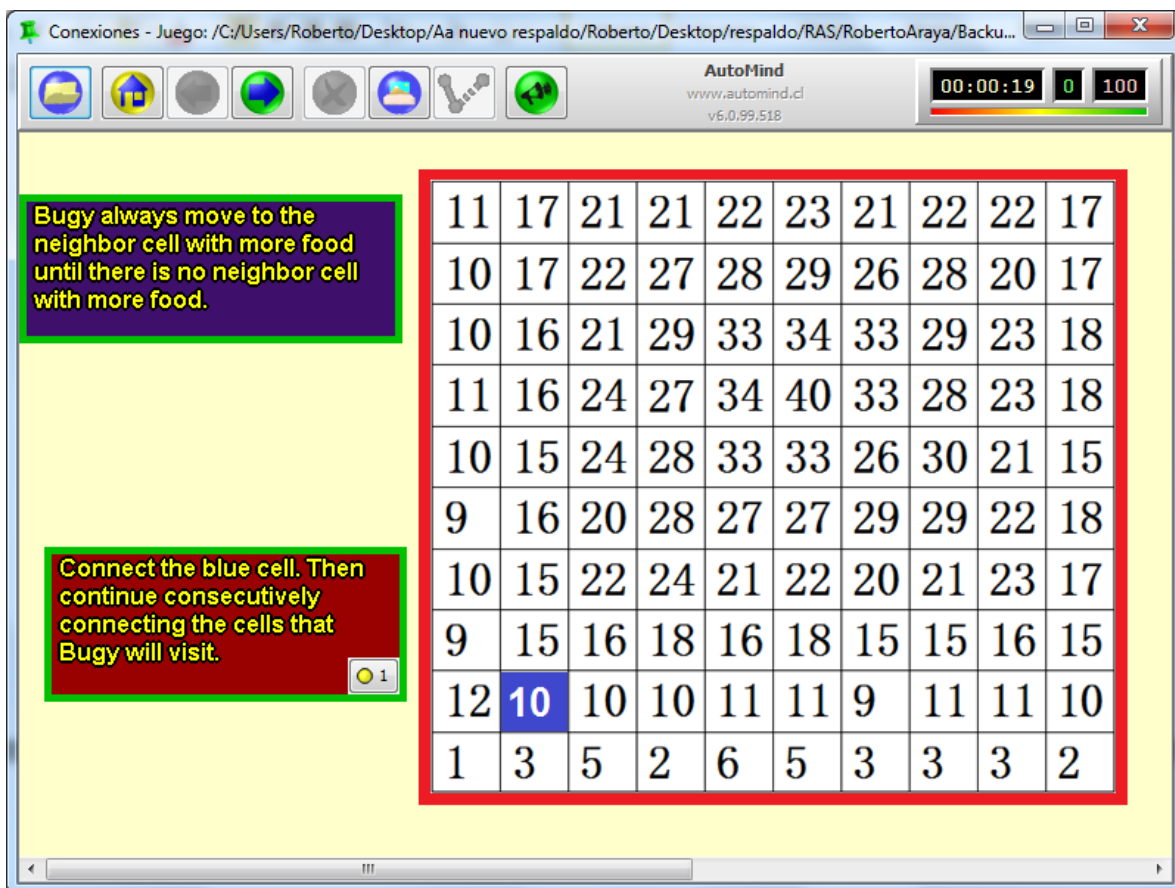 Conexiones - Juego: /C:/Users/Roberto/Desktop/Aa nuevo respaldo/Roberto/Desktop/respaldo/RAS/RobertoAraya/Backu...
AutoMind
www.automind.cl
v6.0.99.518
00:00:19 0 100
Bugy always move to the
neighbor cell with more food
until there is no neighbor cell
with more food.
Connect the blue cell. Then
continue consecutively
connecting the cells that
Bugy will visit.
1
11 17 21 21 22 23 21 22 22 17
10 17 22 27 28 29 26 28 20 17
10 16 21 29 33 34 33 29 23 18
11 16 24 27 34 40 33 28 23 18
10 15 24 28 33 33 26 30 21 15
9 16 20 28 27 27 29 29 22 18
10 15 22 24 21 22 20 21 23 17
9 15 16 18 16 18 15 15 16 15
12 10 10 10 11 11 9 11 11 10
1 3 5 2 6 5 3 3 3 2